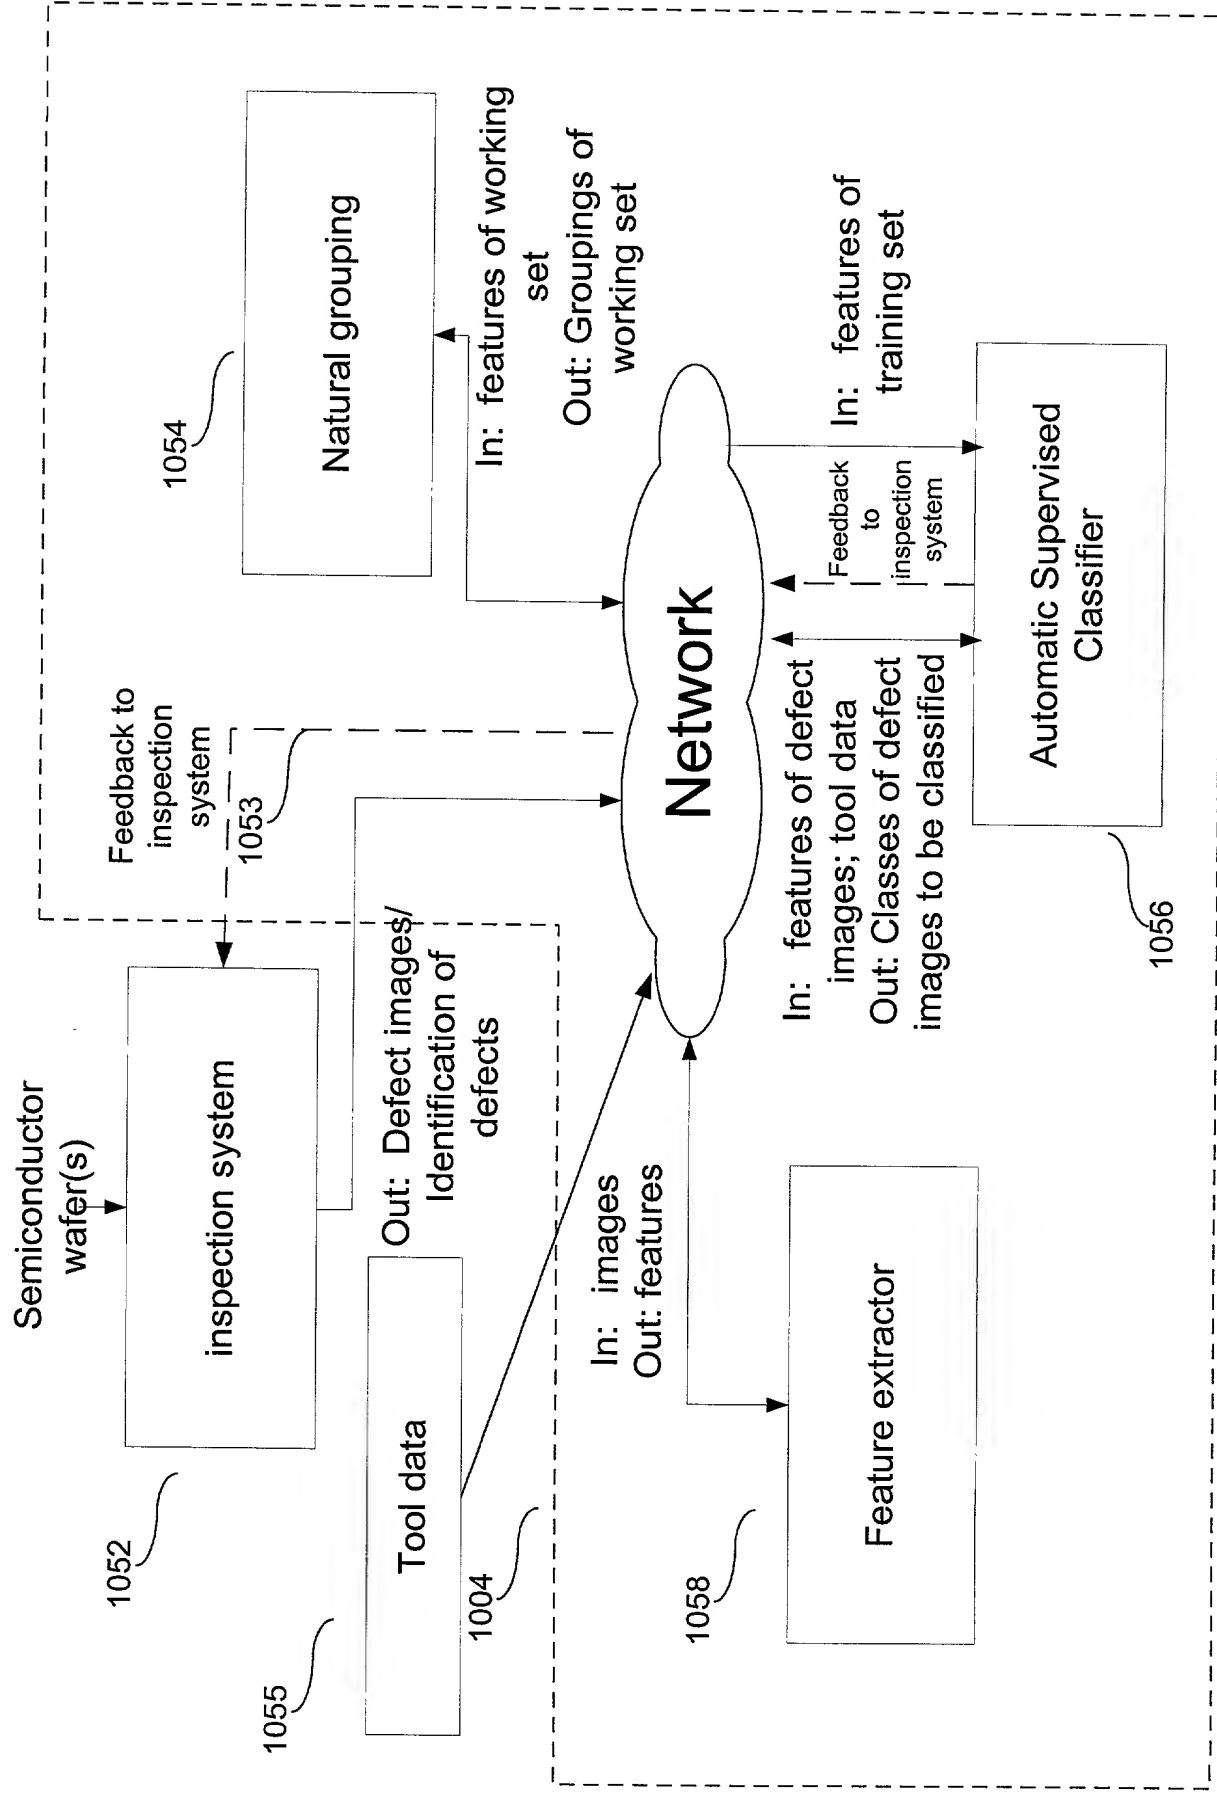 Semiconductor
wafer(s)
inspection system
1052
Feedback to
inspection
system
1053
Out: Defect images/
Identification of
defects
Tool data
1055
1004
Natural grouping
1054
In: features of working
set
Out: Groupings of
working set
Network
In: images
Out: features
Feature extractor
1058
In: features of defect
images; tool data
Out: Classes of defect
images to be classified
Feedback
to
inspection
system
In: features of
training set
Automatic Supervised
Classifier
1056